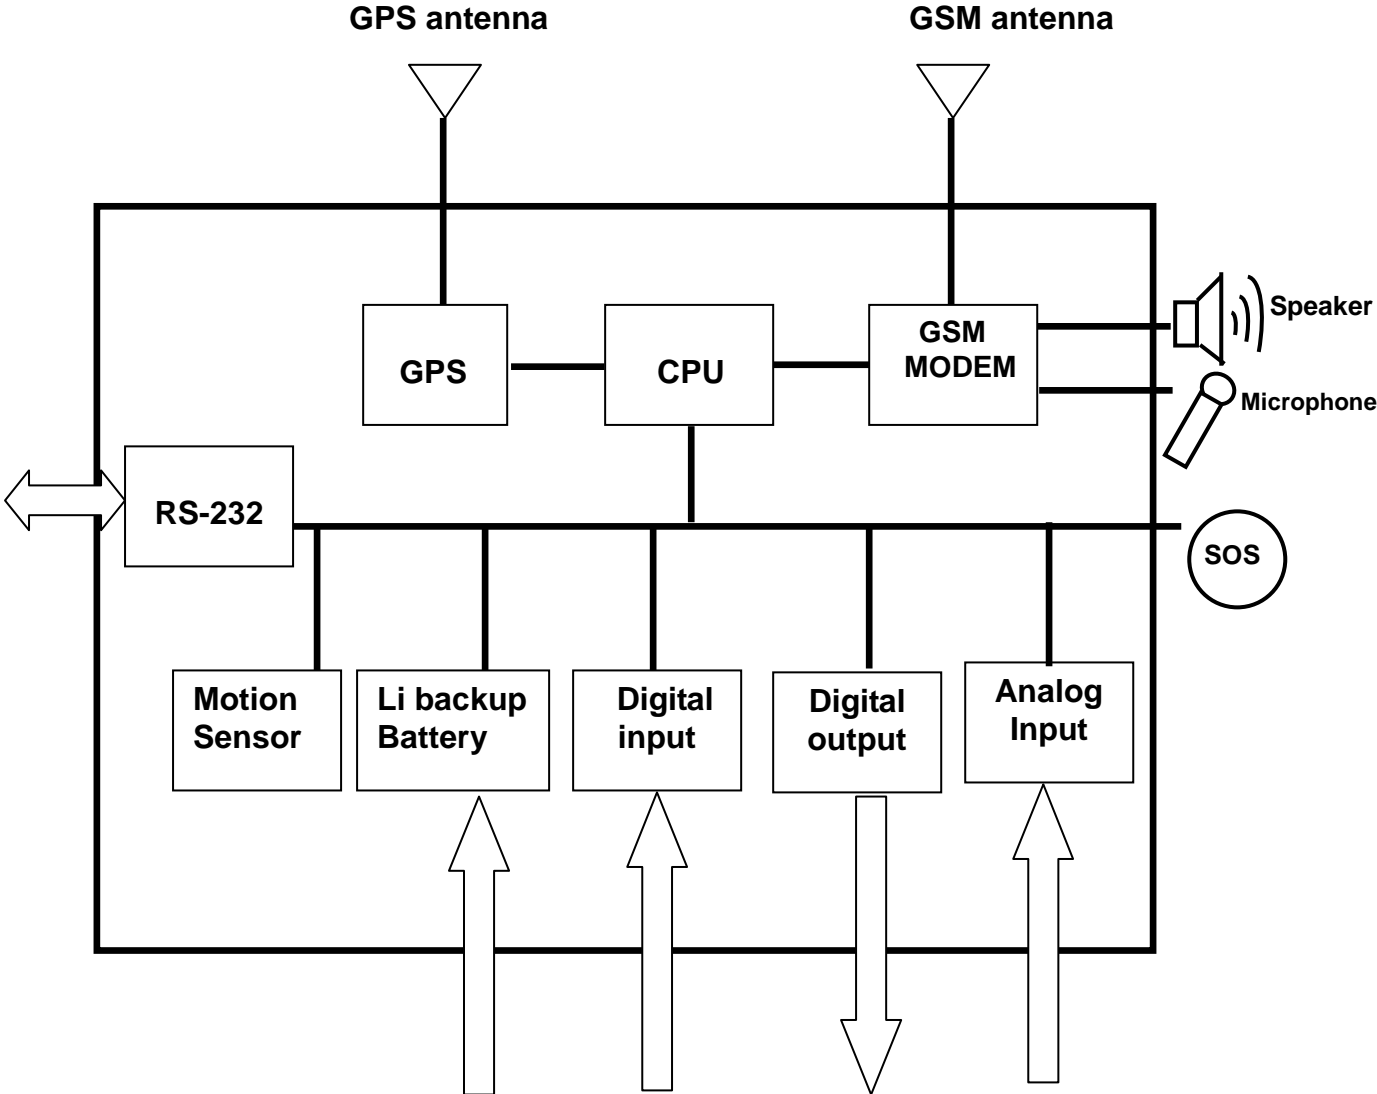 GPS antenna
GSM antenna
Speaker
GPS
CPU
GSM
MODEM
Microphone
RS-232
SOS
Motion
Sensor
Li backup
Battery
Digital
input
Digital
output
Analog
Input